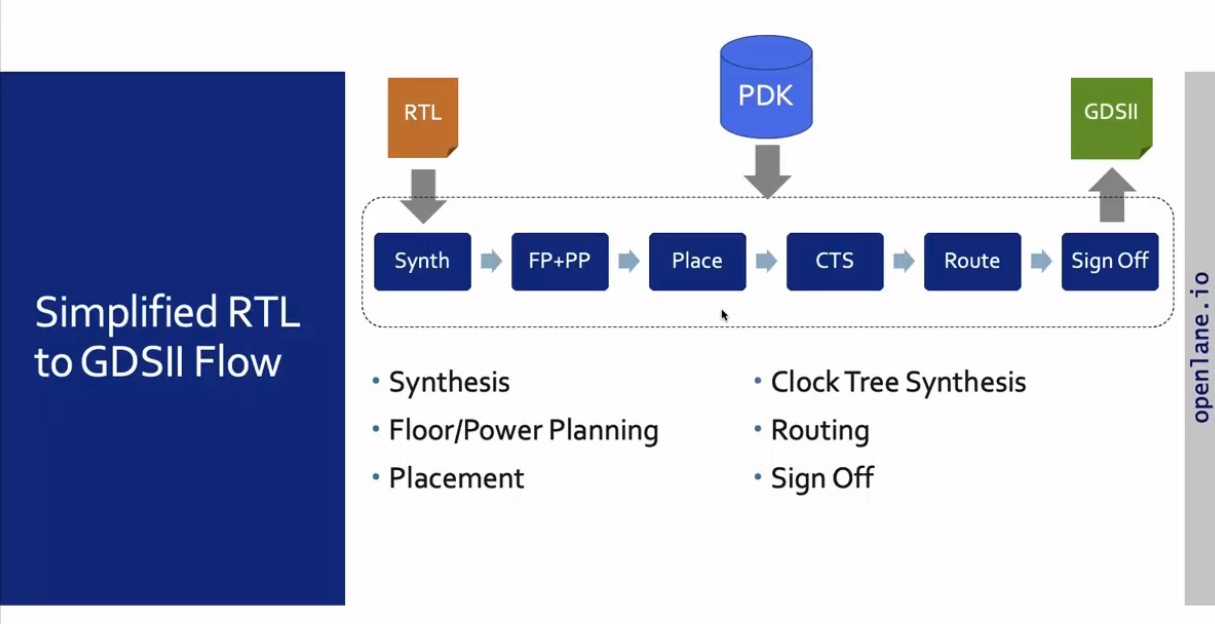 Simplified RTL
to GDSII Flow
RTL
PDK
GDSII
Synth
FP+PP
Place
CTS
Route
Sign Off
• Synthesis
• Floor/Power Planning
• Placement
• Clock Tree Synthesis
• Routing
• Sign Off
openlane.io